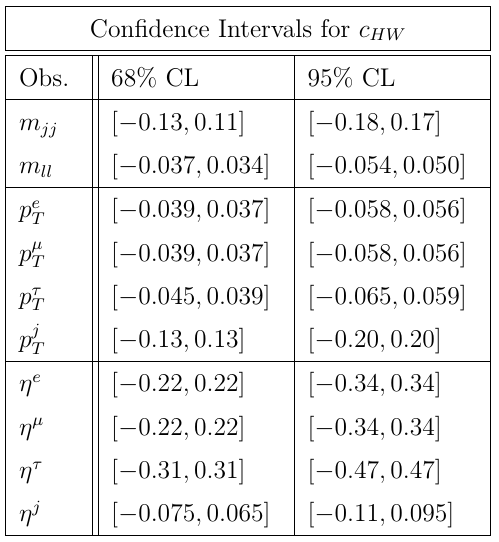 Confidence Intervals for $c_{HW}$
Obs. 68% CL 95% CL
$m_{jj}$ [−0.13, 0.11] [−0.18, 0.17]
$m_{ll}$ [−0.037, 0.034] [−0.054, 0.050]
$p_T^e$ [−0.039, 0.037] [−0.058, 0.056]
$p_T^\mu$ [−0.039, 0.037] [−0.058, 0.056]
$p_T^\tau$ [−0.045, 0.039] [−0.065, 0.059]
$p_T^j$ [−0.13, 0.13] [−0.20, 0.20]
$\eta^e$ [−0.22, 0.22] [−0.34, 0.34]
$\eta^\mu$ [−0.22, 0.22] [−0.34, 0.34]
$\eta^\tau$ [−0.31, 0.31] [−0.47, 0.47]
$\eta^j$ [−0.075, 0.065] [−0.11, 0.095]